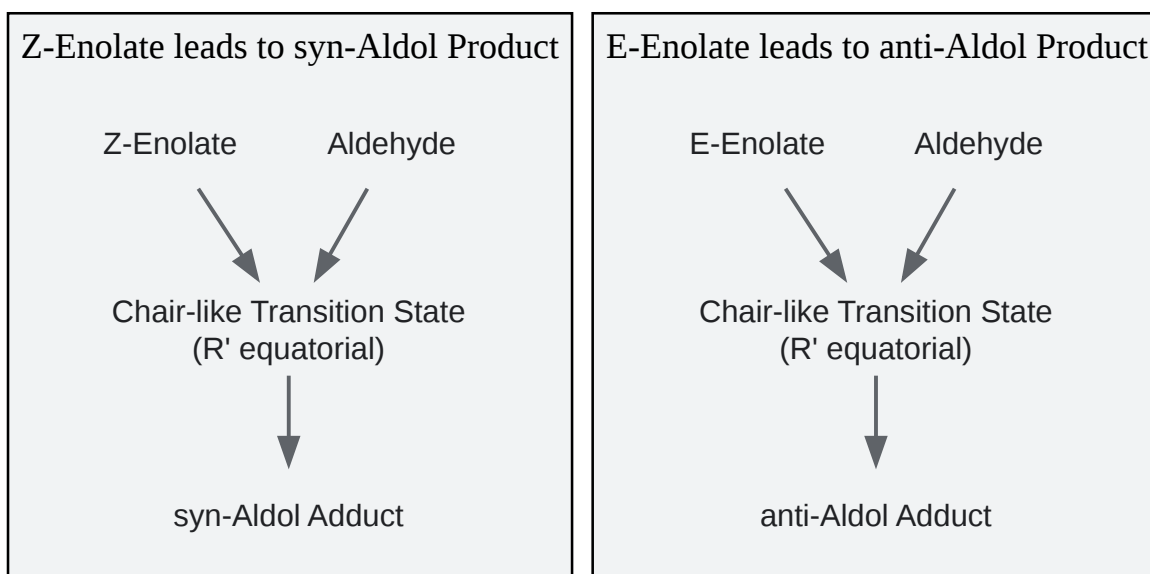 Z-Enolate leads to syn-Aldol Product
Z-Enolate Aldehyde
Chair-like Transition State
(R' equatorial)
syn-Aldol Adduct
E-Enolate leads to anti-Aldol Product
E-Enolate Aldehyde
Chair-like Transition State
(R' equatorial)
anti-Aldol Adduct